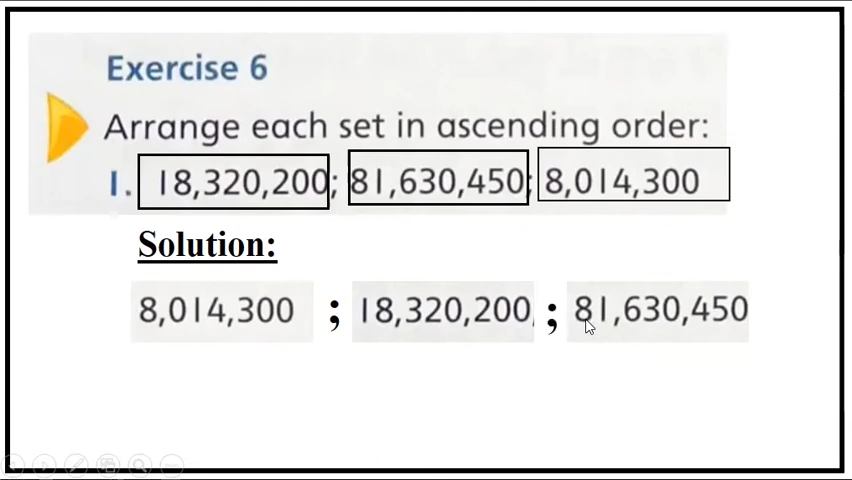 Exercise 6
Arrange each set in ascending order:
1. 18,320,200; 81,630,450; 8,014,300
Solution:
8,014,300 ; 18,320,200, ; 81,630,450